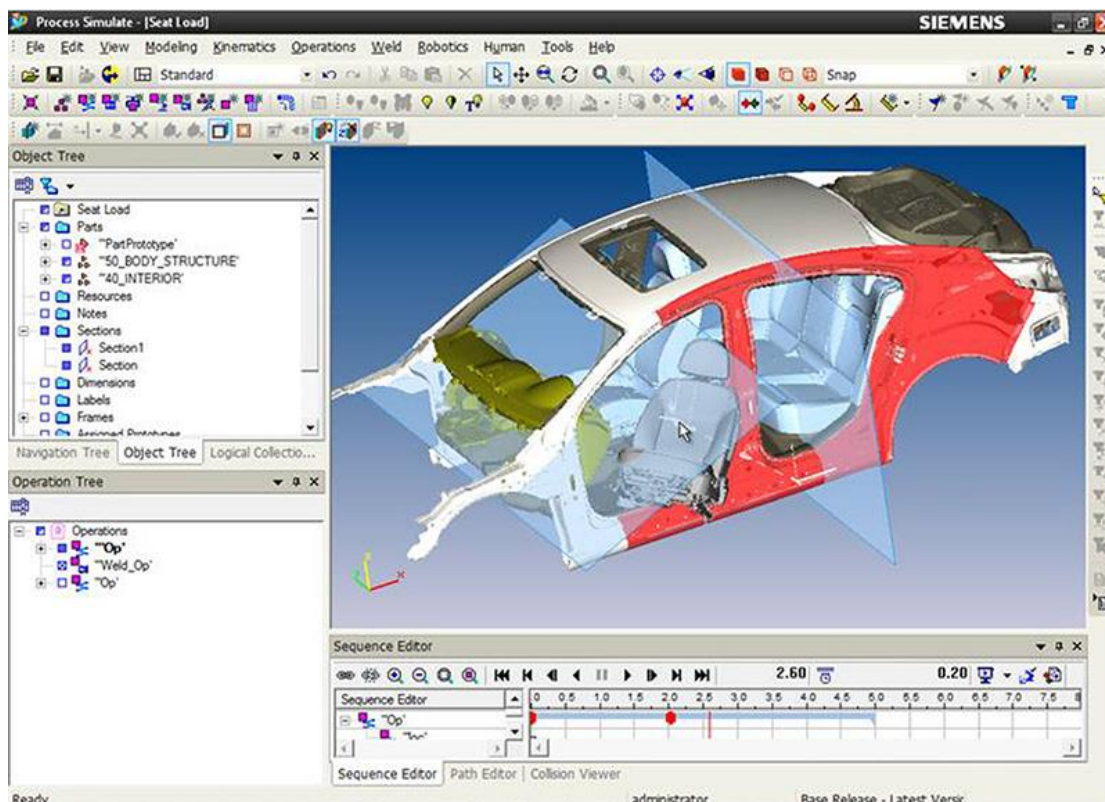 Process Simulate - [Seat Load]
SIEMENS
File Edit View Modeling Kinematics Operations Weld Robotics Human Tools Help
Standard
Snap
Object Tree
Seat Load
Parts
"PartPrototype'
"50_BODY_STRUCTURE'
"40_INTERIOR'
Resources
Notes
Sections
Section1
Section
Dimensions
Labels
Frames
Assigned Prototypes
Navigation Tree Object Tree Logical Collectio...
Operation Tree
Operations
"'Op'
"Weld_Op'
"Op'
Sequence Editor
2.60 0.20
Sequence Editor 0 0.5 1.0 1.5 2.0 2.5 3.0 3.5 4.0 4.5 5.0 5.5 6.0 6.5 7.0 7.5 8
"Op'
Sequence Editor Path Editor Collision Viewer
Ready administrator Base Release - Latest